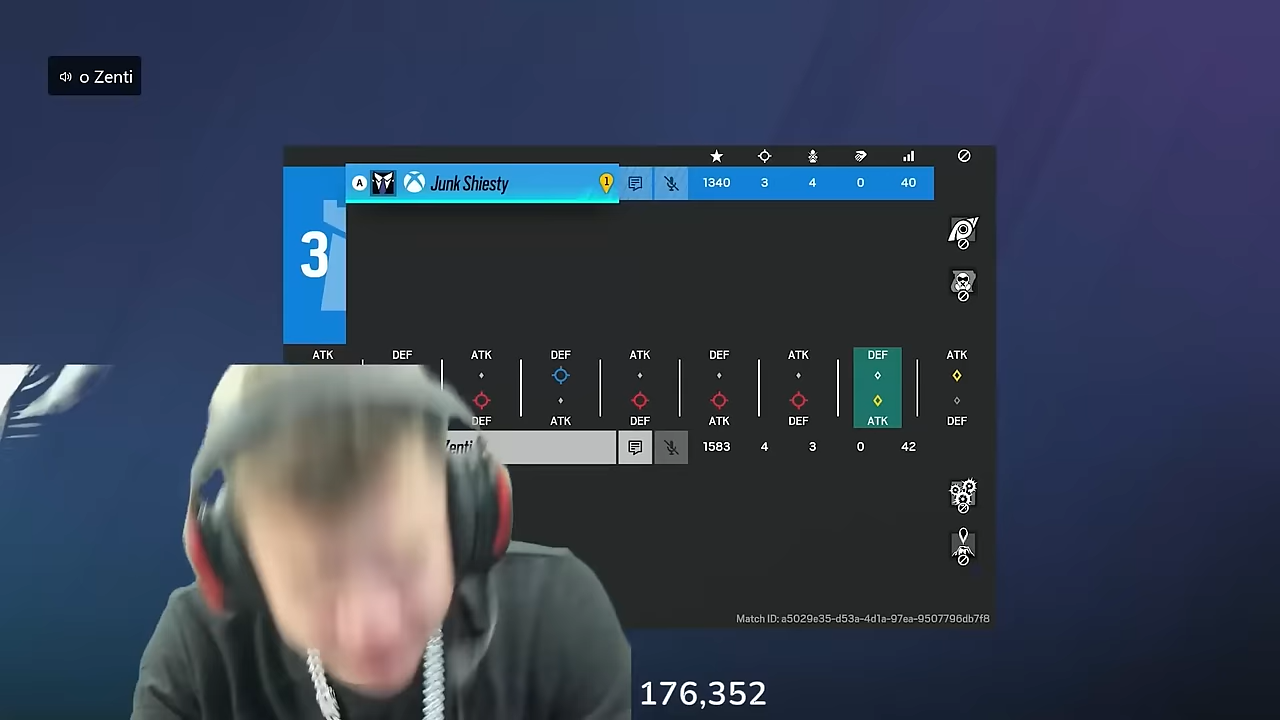 o Zenti
A Junk Shiesty 1 1340 3 4 0 40
3
ATK DEF ATK DEF ATK DEF ATK DEF ATK
DEF ATK DEF ATK DEF ATK DEF
Zenti 1583 4 3 0 42
Match ID: a5029e35-d53a-4d1a-97ea-9507796db7f8
176,352